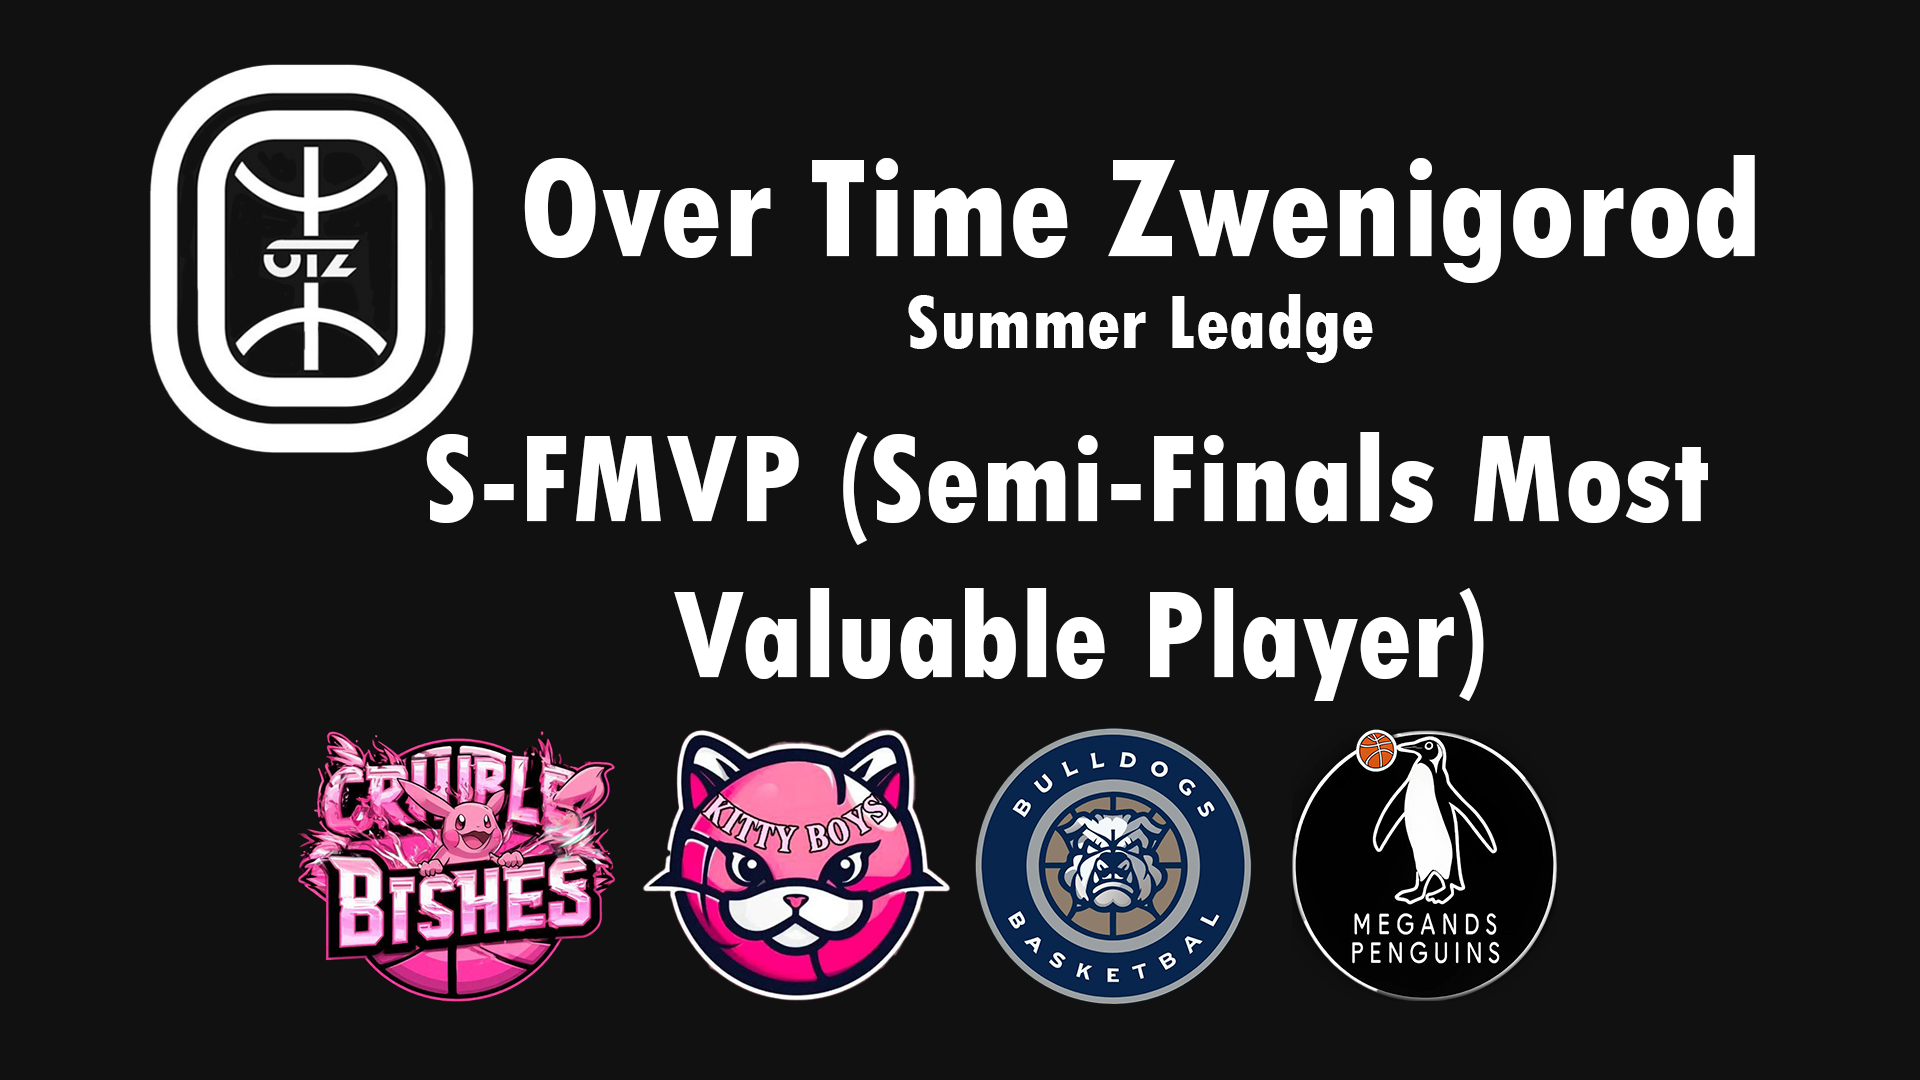 OTZ
Over Time Zwenigorod
Summer Leadge
S-FMVP (Semi-Finals Most
Valuable Player)
CRUBLE
BISHES
KITTY BOYS
BULLDOGS
BASKETBAL
MEGANDS
PENGUINS